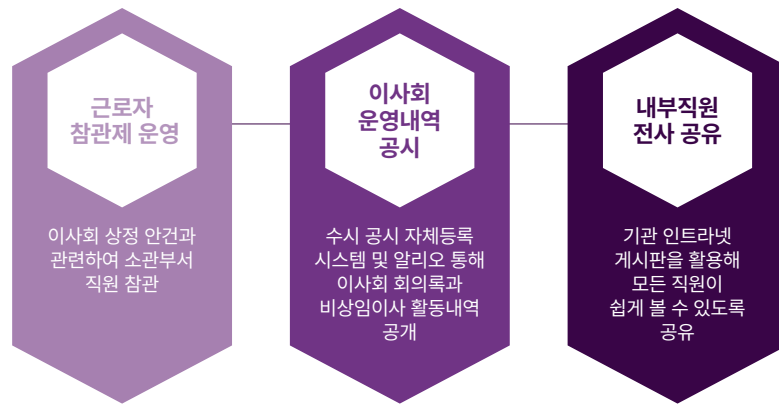 근로자
참관제 운영
이사회 상정 안건과
관련하여 소관부서
직원 참관
이사회
운영내역
공시
수시 공시 자체등록
시스템 및 알리오 통해
이사회 회의록과
비상임이사 활동내역
공개
내부직원
전사 공유
기관 인트라넷
게시판을 활용해
모든 직원이
쉽게 볼 수 있도록
공유